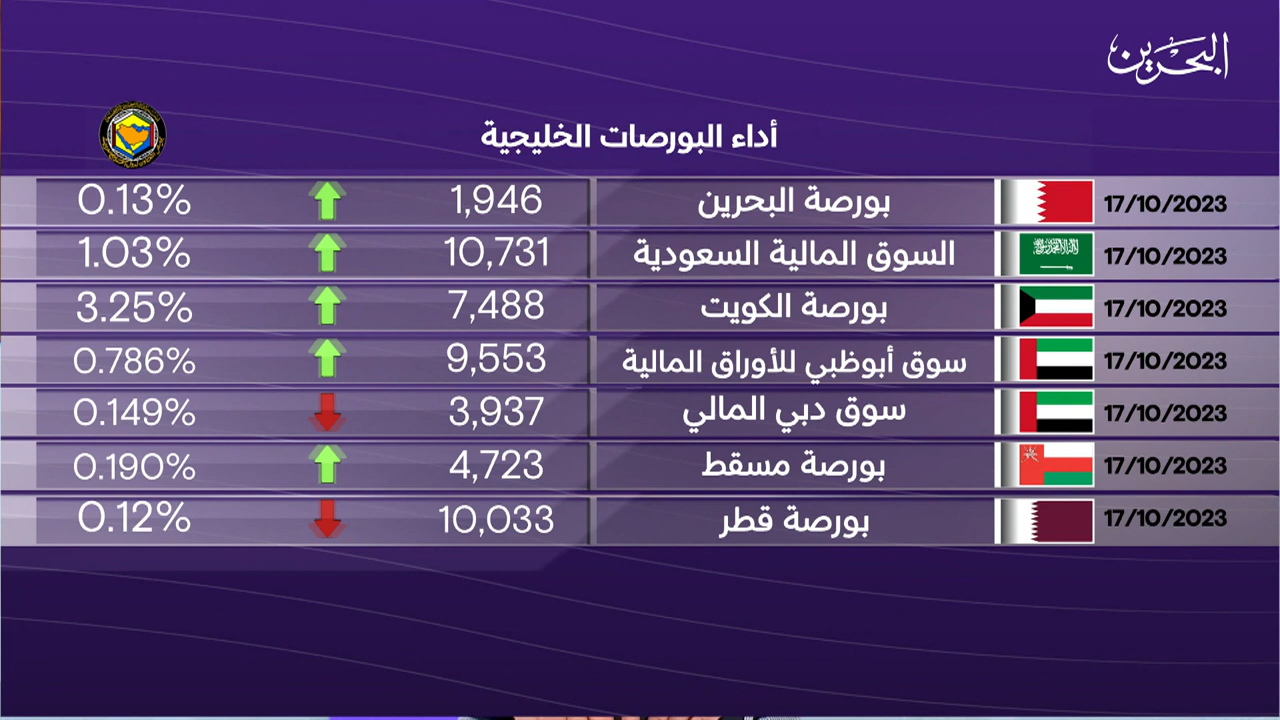 البحرين
أداء البورصات الخليجية
17/10/2023 بورصة البحرين 1,946 0.13%
17/10/2023 السوق المالية السعودية 10,731 1.03%
17/10/2023 بورصة الكويت 7,488 3.25%
17/10/2023 سوق أبوظبي للأوراق المالية 9,553 0.786%
17/10/2023 سوق دبي المالي 3,937 0.149%
17/10/2023 بورصة مسقط 4,723 0.190%
17/10/2023 بورصة قطر 10,033 0.12%